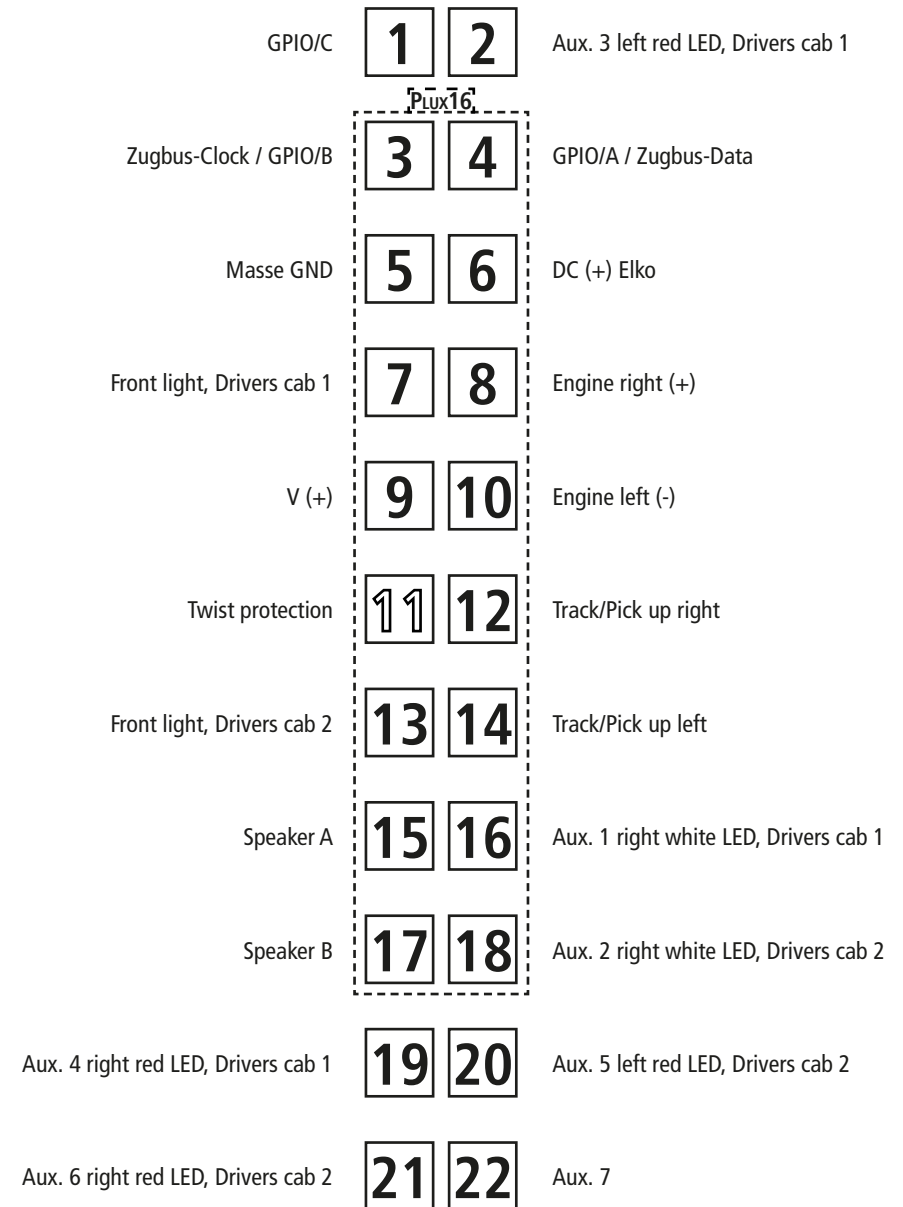 GPIO/C 1 2 Aux. 3 left red LED, Drivers cab 1
PLUX16
Zugbus-Clock / GPIO/B 3 4 GPIO/A / Zugbus-Data
Masse GND 5 6 DC (+) Elko
Front light, Drivers cab 1 7 8 Engine right (+)
V (+) 9 10 Engine left (-)
Twist protection 11 12 Track/Pick up right
Front light, Drivers cab 2 13 14 Track/Pick up left
Speaker A 15 16 Aux. 1 right white LED, Drivers cab 1
Speaker B 17 18 Aux. 2 right white LED, Drivers cab 2
Aux. 4 right red LED, Drivers cab 1 19 20 Aux. 5 left red LED, Drivers cab 2
Aux. 6 right red LED, Drivers cab 2 21 22 Aux. 7